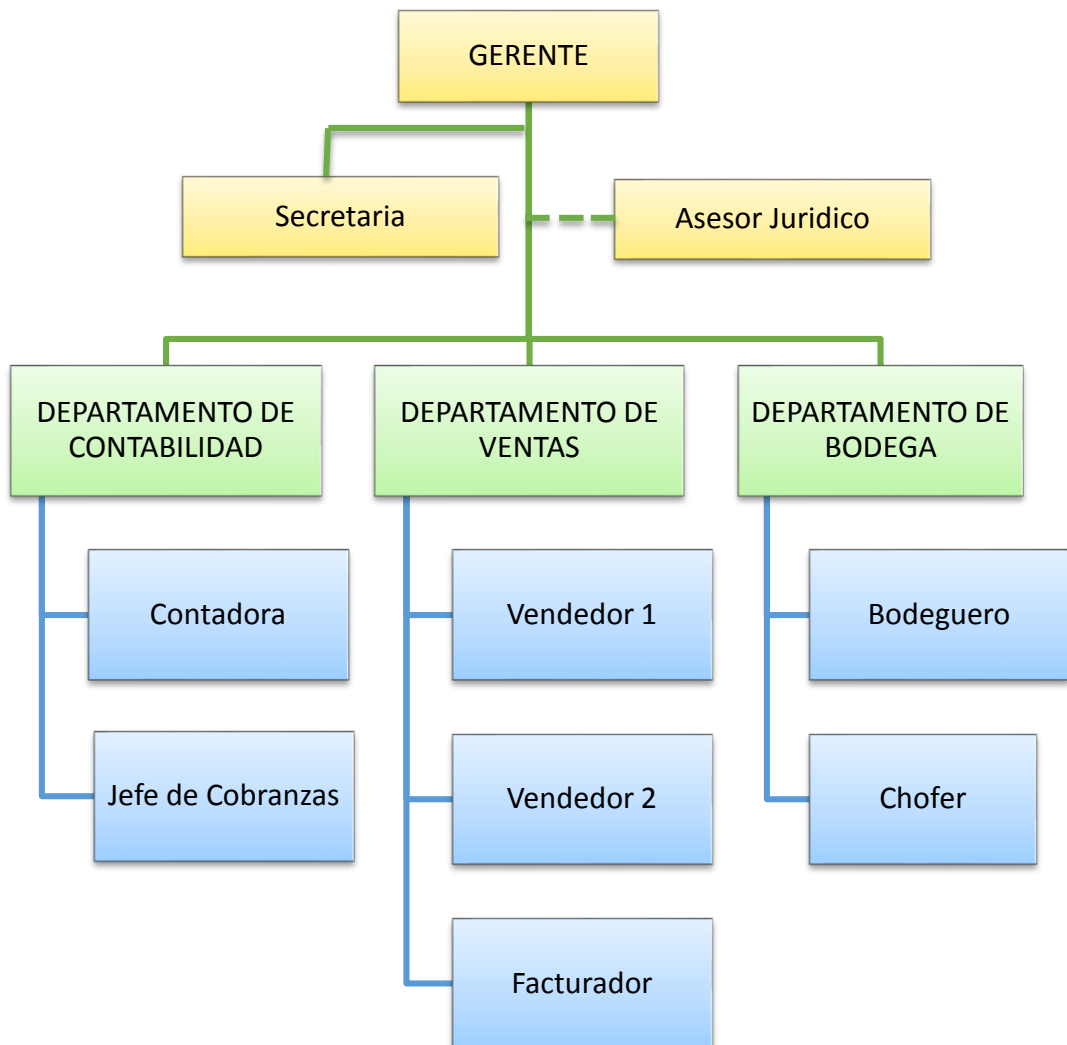 GERENTE
Secretaria
Asesor Juridico
DEPARTAMENTO DE
CONTABILIDAD
DEPARTAMENTO DE
VENTAS
DEPARTAMENTO DE
BODEGA
Contadora
Vendedor 1
Bodeguero
Jefe de Cobranzas
Vendedor 2
Chofer
Facturador